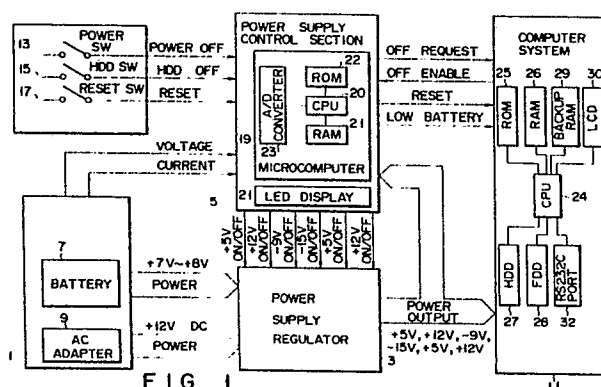 13
POWER
SW
POWER OFF
15
HDD SW
HDD OFF
17
RESET SW
RESET
POWER SUPPLY
CONTROL SECTION
22
ROM
20
CPU
21
RAM
A/D
CONVERTER
23
MICROCOMPUTER
19
21
LED DISPLAY
OFF REQUEST
OFF ENABLE
RESET
LOW BATTERY
COMPUTER
SYSTEM
25
26
29
30
ROM
RAM
BACKUP
RAM
LCD
CPU
24
HDD
FDD
RS232C
PORT
27
28
32
VOLTAGE
CURRENT
5
7
BATTERY
+7V~+8V
POWER
9
AC
ADAPTER
+12V DC
POWER
1
+5V
ON/OFF
+12V
ON/OFF
-9V
ON/OFF
-15V
ON/OFF
+5V
ON/OFF
+12V
ON/OFF
POWER
SUPPLY
REGULATOR
POWER
OUTPUT
+5V, +12V, -9V,
-15V, +5V, +12V
3
11
FIG. 1